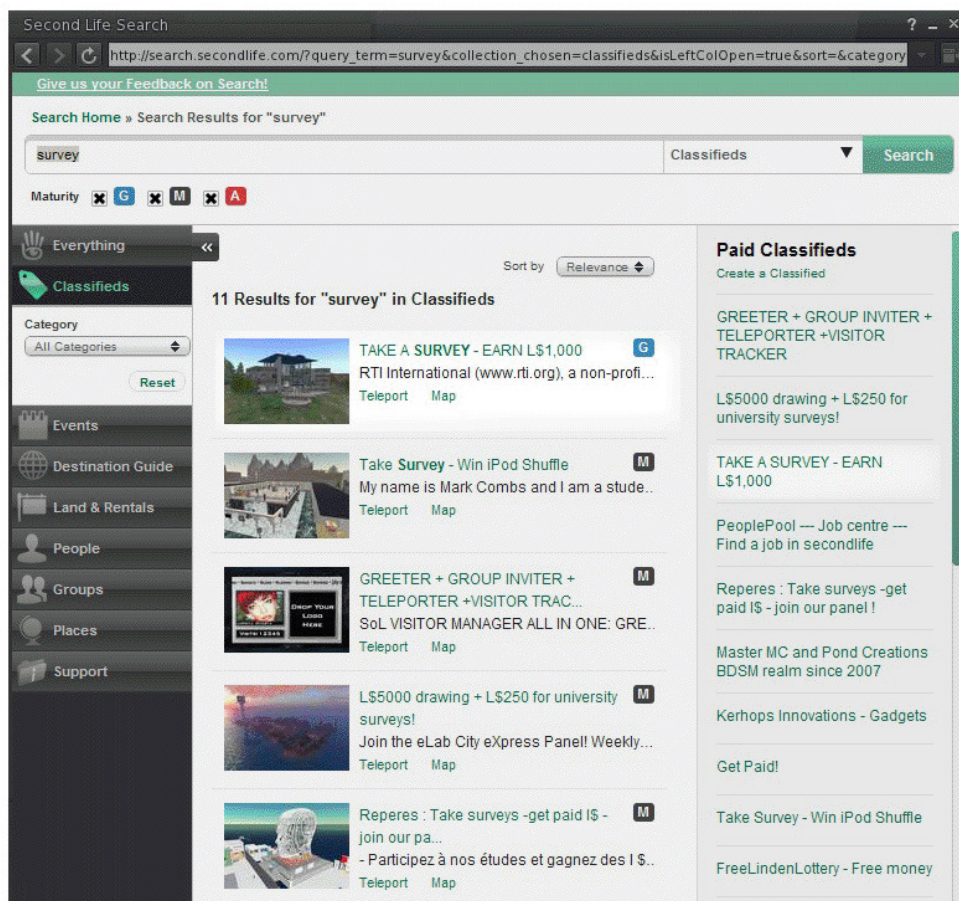 Second Life Search
? _ ×
http://search.secondlife.com/?query_term=survey&collection_chosen=classifieds&isLeftColOpen=true&sort=&category
Give us your Feedback on Search!
Search Home » Search Results for "survey"
survey
Classifieds
Search
Maturity
G
M
A
Everything
Classifieds
Category
All Categories
Reset
Events
Destination Guide
Land & Rentals
People
Groups
Places
Support
«
Sort by
Relevance
11 Results for "survey" in Classifieds
TAKE A SURVEY - EARN L$1,000
G
RTI International (www.rti.org), a non-profi...
Teleport Map
Take Survey - Win iPod Shuffle
M
My name is Mark Combs and I am a stude..
Teleport Map
DROP YOUR
LOGO
HERE
VISITS: 12345
GREETER + GROUP INVITER +
M
TELEPORTER +VISITOR TRAC...
SoL VISITOR MANAGER ALL IN ONE: GRE..
Teleport Map
L$5000 drawing + L$250 for university
M
surveys!
Join the eLab City eXpress Panel! Weekly...
Teleport Map
Reperes : Take surveys -get paid l$ -
M
join our pa...
- Participez à nos études et gagnez des l $..
Teleport Map
Paid Classifieds
Create a Classified
GREETER + GROUP INVITER +
TELEPORTER +VISITOR
TRACKER
L$5000 drawing + L$250 for
university surveys!
TAKE A SURVEY - EARN
L$1,000
PeoplePool --- Job centre ---
Find a job in secondlife
Reperes : Take surveys -get
paid l$ - join our panel !
Master MC and Pond Creations
BDSM realm since 2007
Kerhops Innovations - Gadgets
Get Paid!
Take Survey - Win iPod Shuffle
FreeLindenLottery - Free money